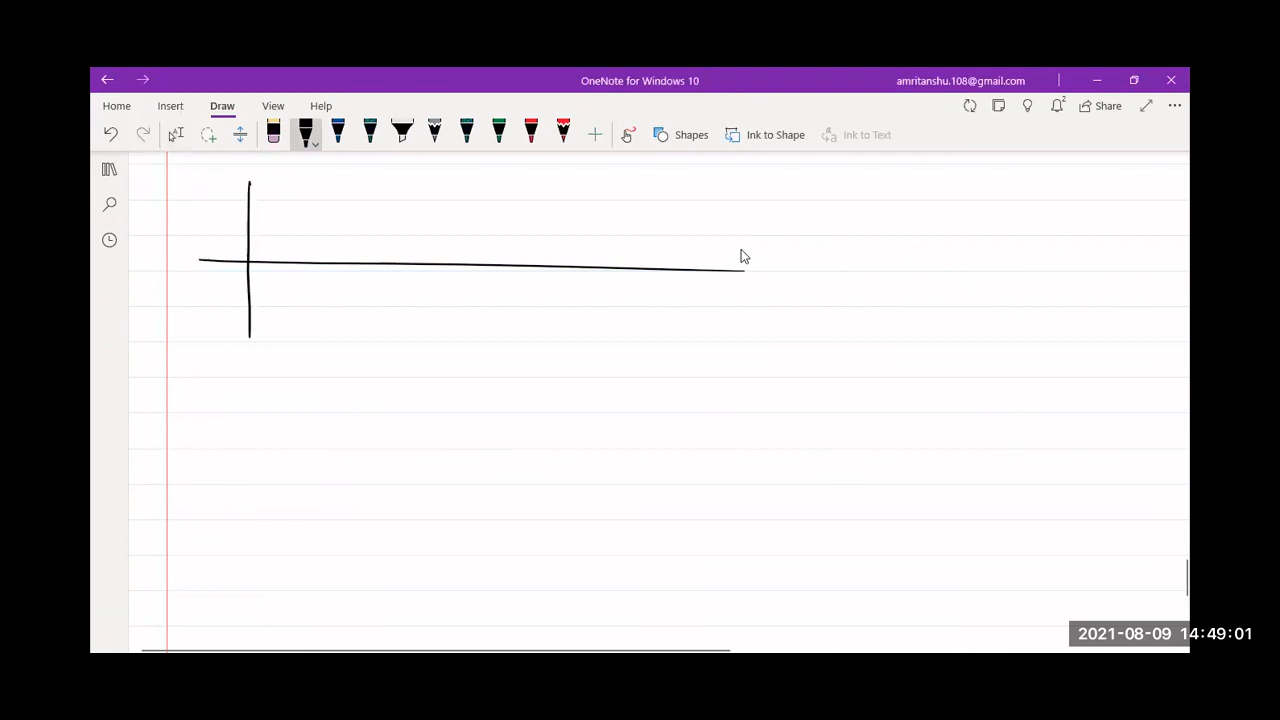 OneNote for Windows 10
amritanshu.108@gmail.com
Home Insert Draw View Help
2
Share
Shapes
Ink to Shape
Ink to Text
2021-08-09 14:49:01